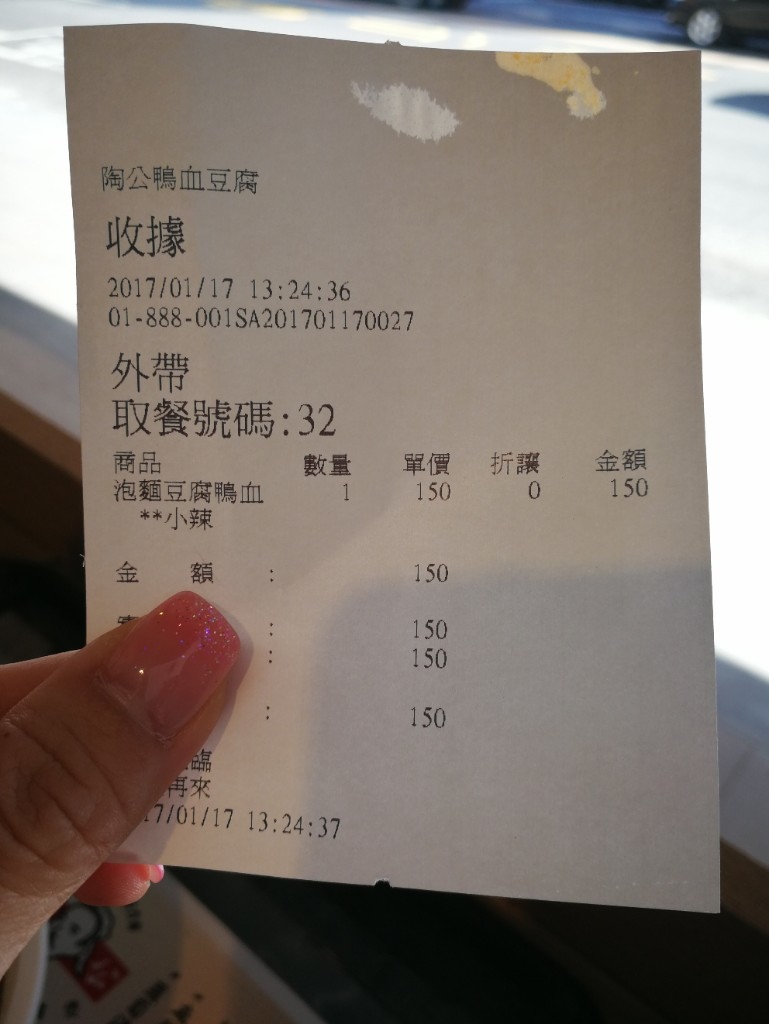 陶公鴨血豆腐
收據
2017/01/17 13:24:36
01-888-001SA201701170027
外帶
取餐號碼:32
商品 數量 單價 折讓 金額
泡麵豆腐鴨血 1 150 0 150
**小辣
金 額 : 150
: 150
: 150
: 150
臨
再來
17/01/17 13:24:37